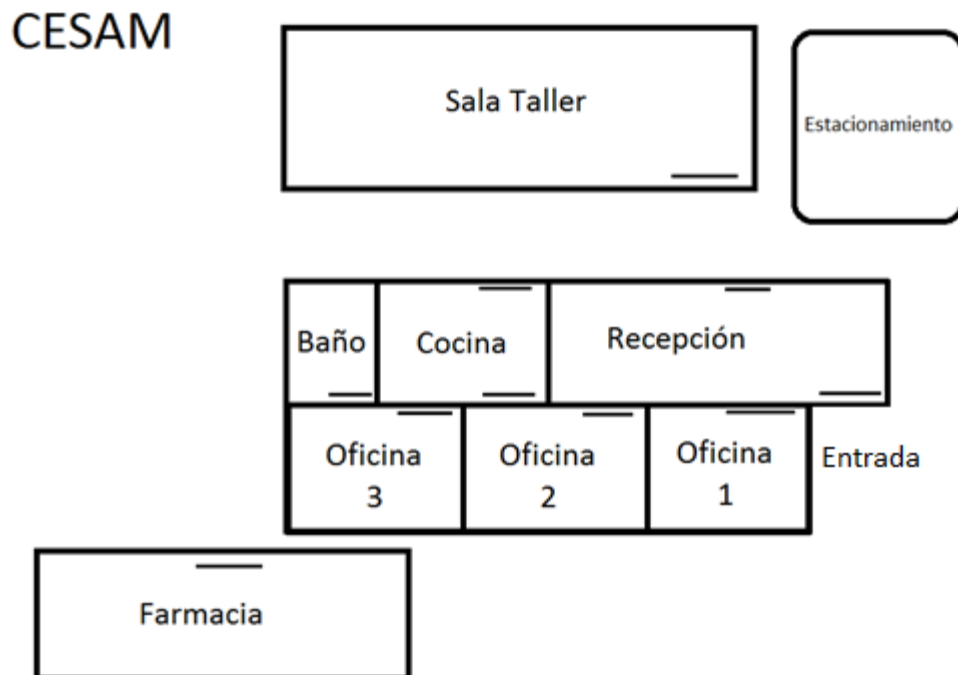 CESAM
Sala Taller
Estacionamiento
Baño
Cocina
Recepción
Oficina
3
Oficina
2
Oficina
1
Entrada
Farmacia